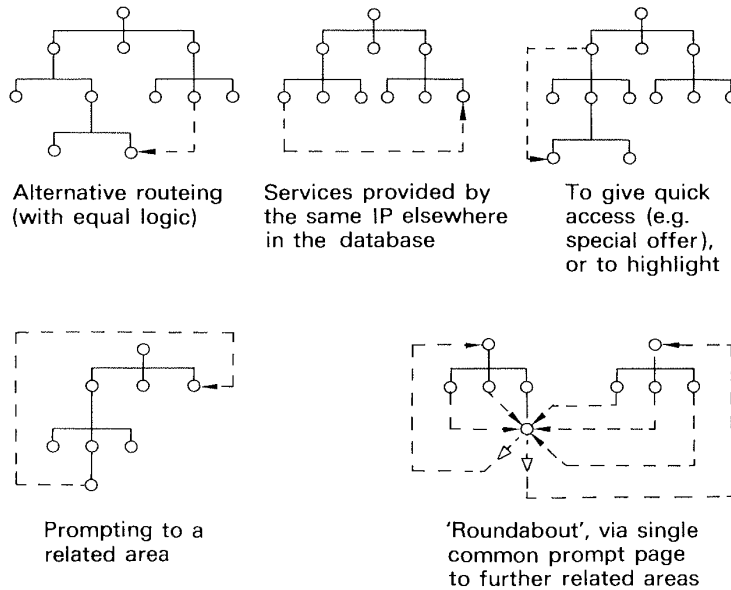 Alternative routeing
(with equal logic)
Services provided by
the same IP elsewhere
in the database
To give quick
access (e.g.
special offer),
or to highlight
Prompting to a
related area
'Roundabout', via single
common prompt page
to further related areas